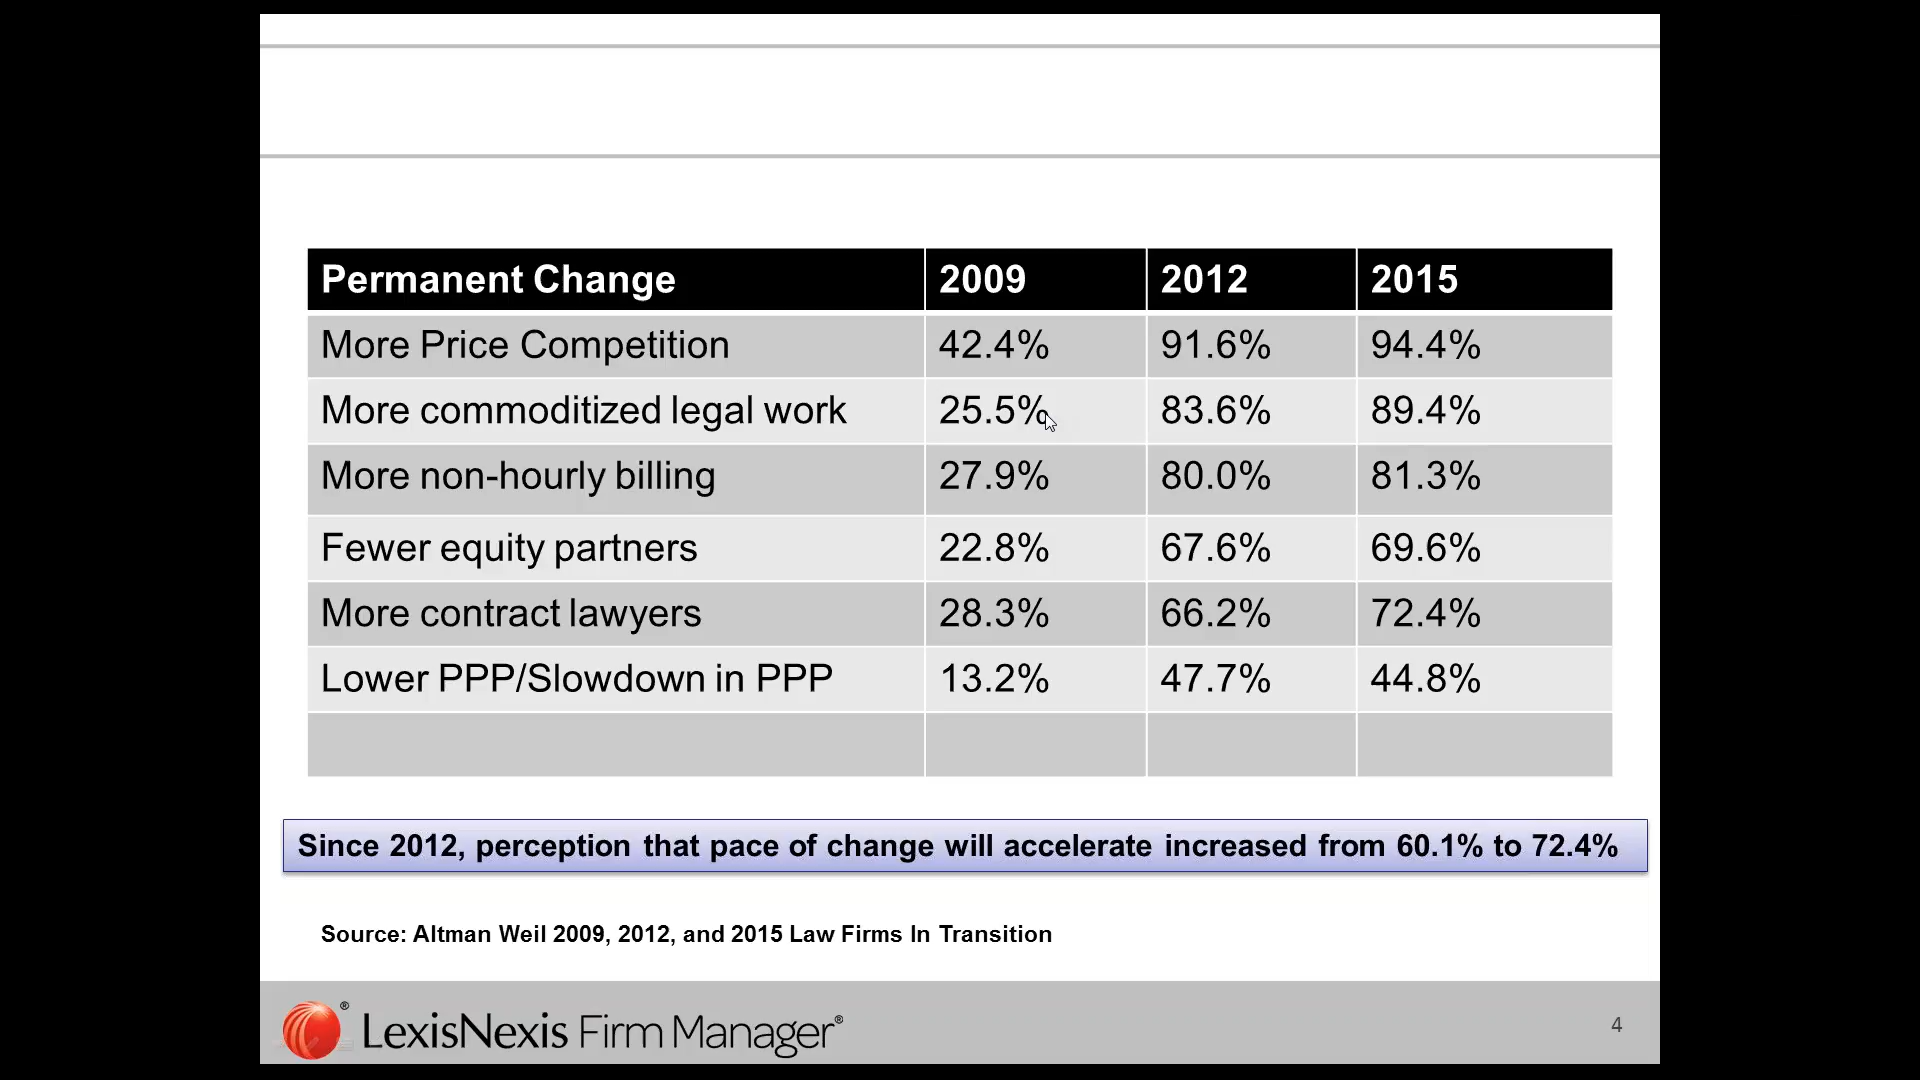 Permanent Change 2009 2012 2015
More Price Competition 42.4% 91.6% 94.4%
More commoditized legal work 25.5% 83.6% 89.4%
More non-hourly billing 27.9% 80.0% 81.3%
Fewer equity partners 22.8% 67.6% 69.6%
More contract lawyers 28.3% 66.2% 72.4%
Lower PPP/Slowdown in PPP 13.2% 47.7% 44.8%
Since 2012, perception that pace of change will accelerate increased from 60.1% to 72.4%
Source: Altman Weil 2009, 2012, and 2015 Law Firms In Transition
® LexisNexis Firm Manager®
4